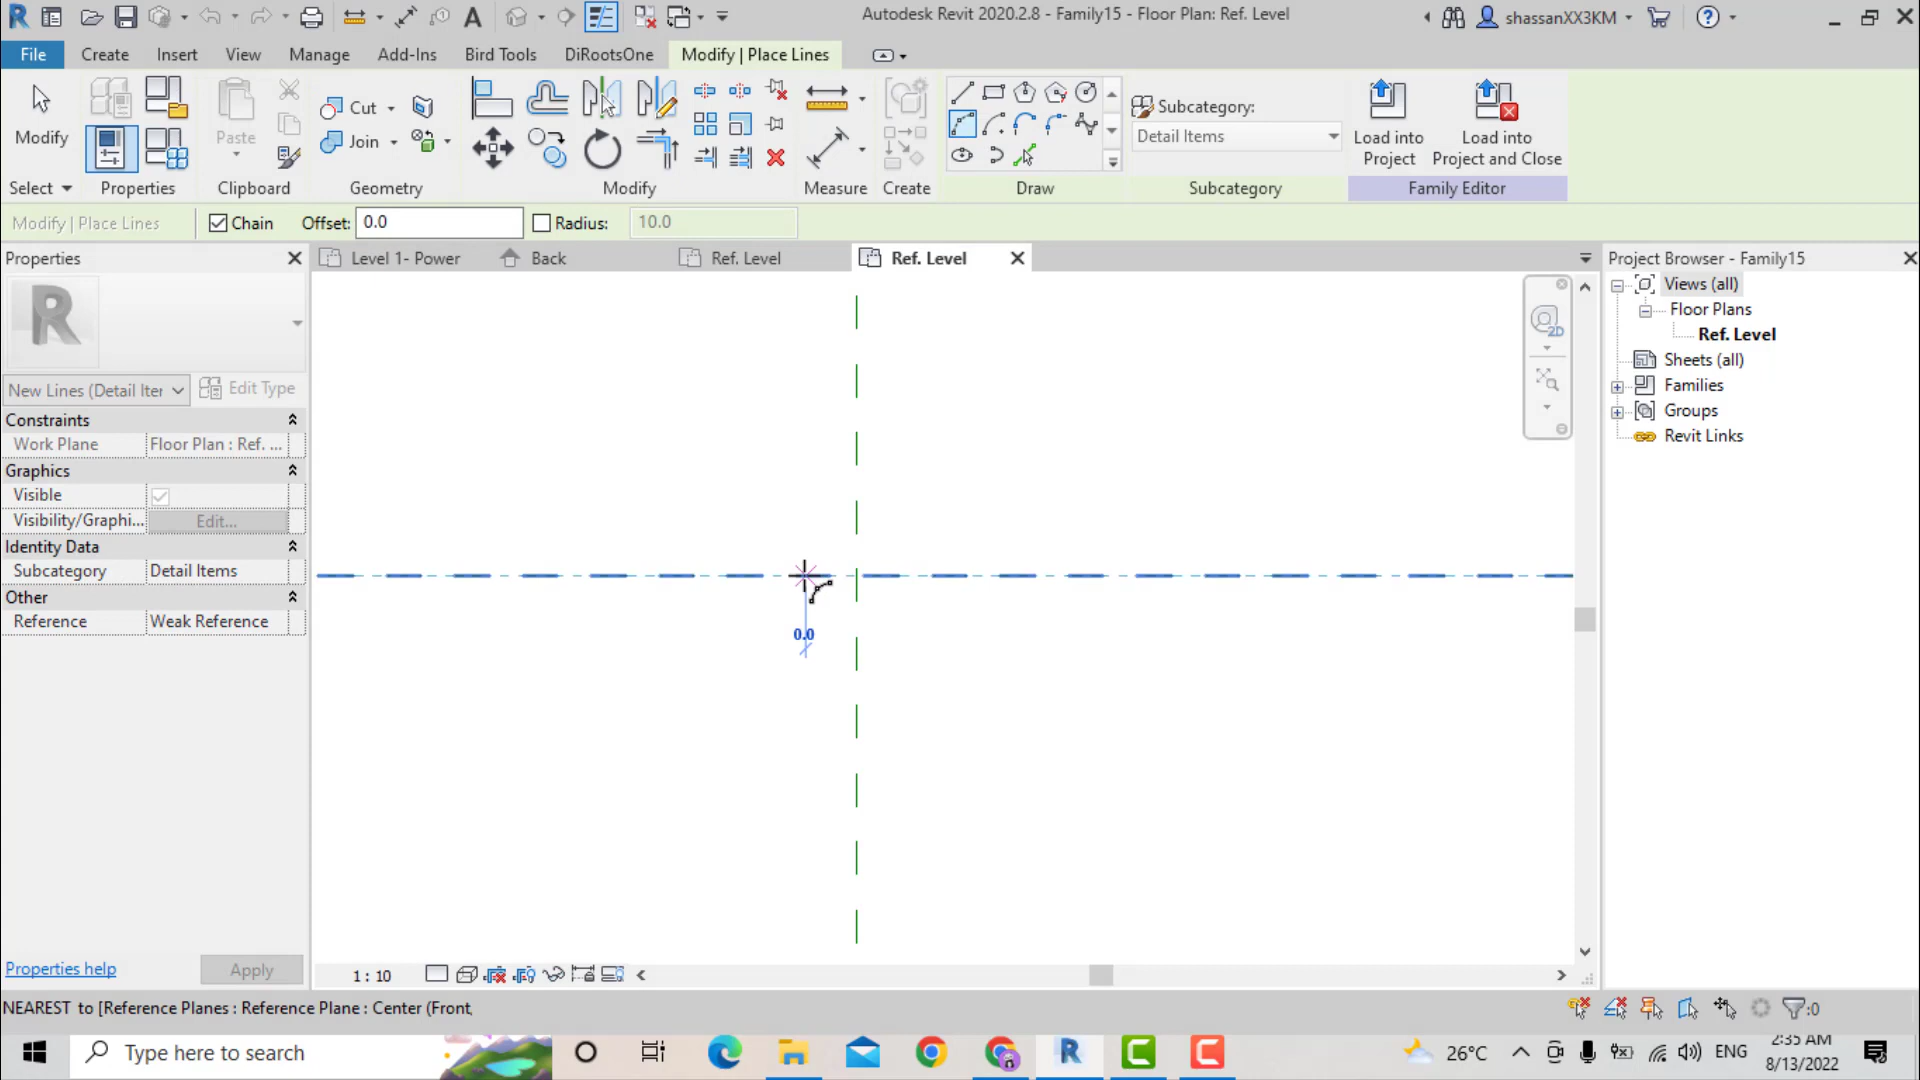 Autodesk Revit 2020.2.8 - Family15 - Floor Plan: Ref. Level
shassanXX3KM
File Create Insert View Manage Add-Ins Bird Tools DiRootsOne Modify | Place Lines
Modify
Paste
Cut
Join
Subcategory:
Detail Items
Load into Project
Load into Project and Close
Select Properties Clipboard Geometry Modify Measure Create Draw Subcategory Family Editor
Modify | Place Lines Chain Offset: 0.0 Radius: 10.0
Properties
Level 1- Power Back Ref. Level Ref. Level
Project Browser - Family15
Views (all)
Floor Plans
Ref. Level
Sheets (all)
Families
Groups
Revit Links
2D
R
New Lines (Detail Iter Edit Type
Constraints
Work Plane Floor Plan : Ref. ...
Graphics
Visible
Visibility/Graphi... Edit...
Identity Data
Subcategory Detail Items
Other
Reference Weak Reference
0.0
Properties help Apply
1 : 10
NEAREST to [Reference Planes : Reference Plane : Center (Front,
:0
Type here to search
26°C
ENG
2:35 AM
8/13/2022